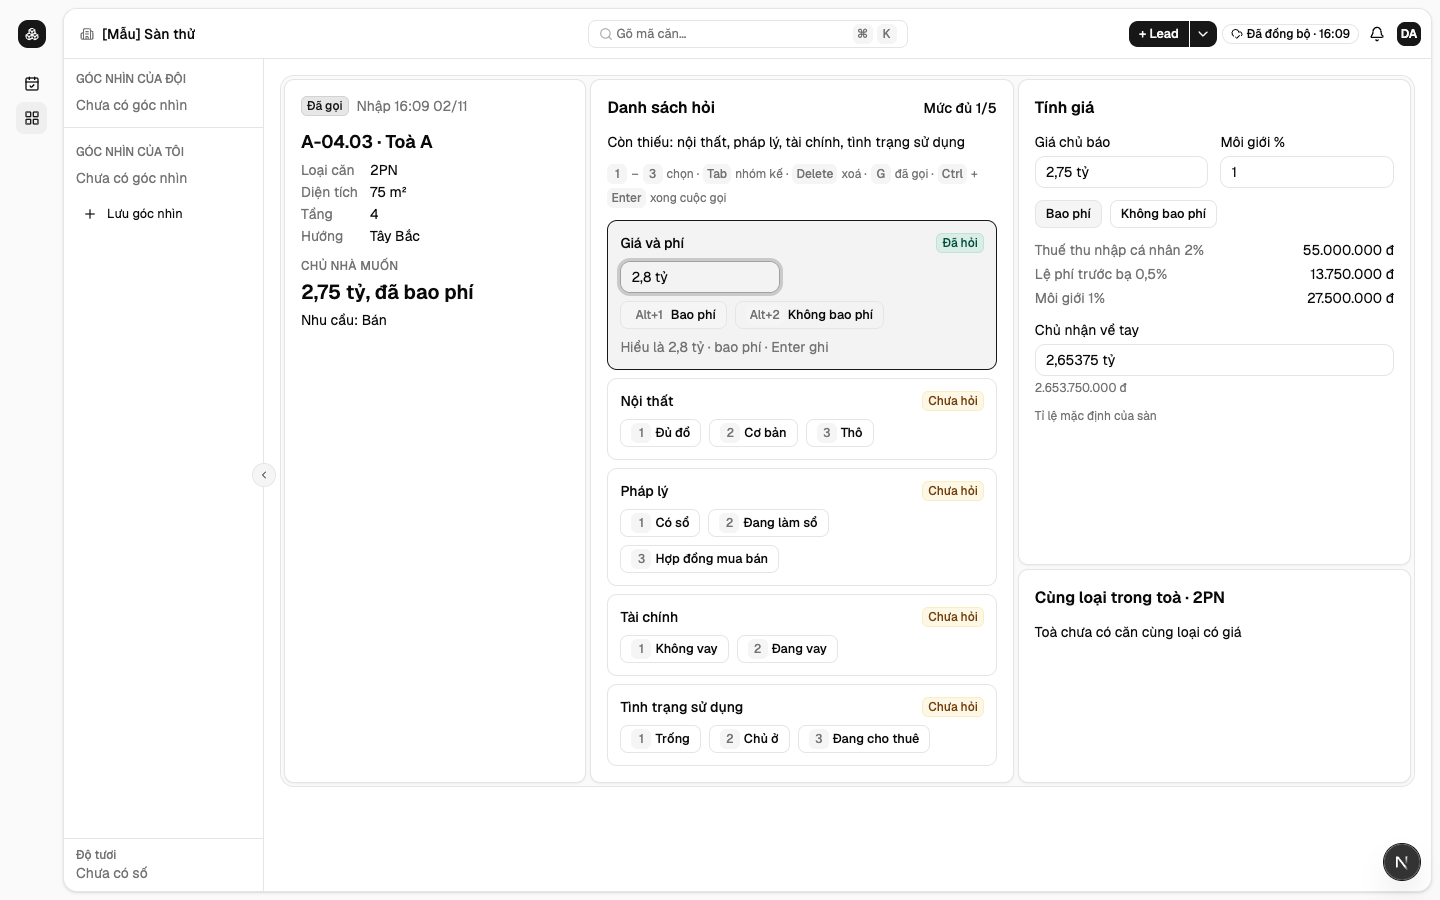 [Mẫu] Sàn thử
Gõ mã căn...
⌘ K
+ Lead
Đã đồng bộ · 16:09
DA
GÓC NHÌN CỦA ĐỘI
Chưa có góc nhìn
GÓC NHÌN CỦA TÔI
Chưa có góc nhìn
+ Lưu góc nhìn
Độ tươi
Chưa có số
Đã gọi Nhập 16:09 02/11
A-04.03 · Toà A
Loại căn 2PN
Diện tích 75 m²
Tầng 4
Hướng Tây Bắc
CHỦ NHÀ MUỐN
2,75 tỷ, đã bao phí
Nhu cầu: Bán
Danh sách hỏi Mức đủ 1/5
Còn thiếu: nội thất, pháp lý, tài chính, tình trạng sử dụng
1 – 3 chọn · Tab nhóm kế · Delete xoá · G đã gọi · Ctrl +
Enter xong cuộc gọi
Giá và phí Đã hỏi
2,8 tỷ
Alt+1 Bao phí Alt+2 Không bao phí
Hiểu là 2,8 tỷ · bao phí · Enter ghi
Nội thất Chưa hỏi
1 Đủ đồ 2 Cơ bản 3 Thô
Pháp lý Chưa hỏi
1 Có sổ 2 Đang làm sổ
3 Hợp đồng mua bán
Tài chính Chưa hỏi
1 Không vay 2 Đang vay
Tình trạng sử dụng Chưa hỏi
1 Trống 2 Chủ ở 3 Đang cho thuê
Tính giá
Giá chủ báo Môi giới %
2,75 tỷ 1
Bao phí Không bao phí
Thuế thu nhập cá nhân 2% 55.000.000 đ
Lệ phí trước bạ 0,5% 13.750.000 đ
Môi giới 1% 27.500.000 đ
Chủ nhận về tay
2,65375 tỷ
2.653.750.000 đ
Tỉ lệ mặc định của sàn
Cùng loại trong toà · 2PN
Toà chưa có căn cùng loại có giá
N